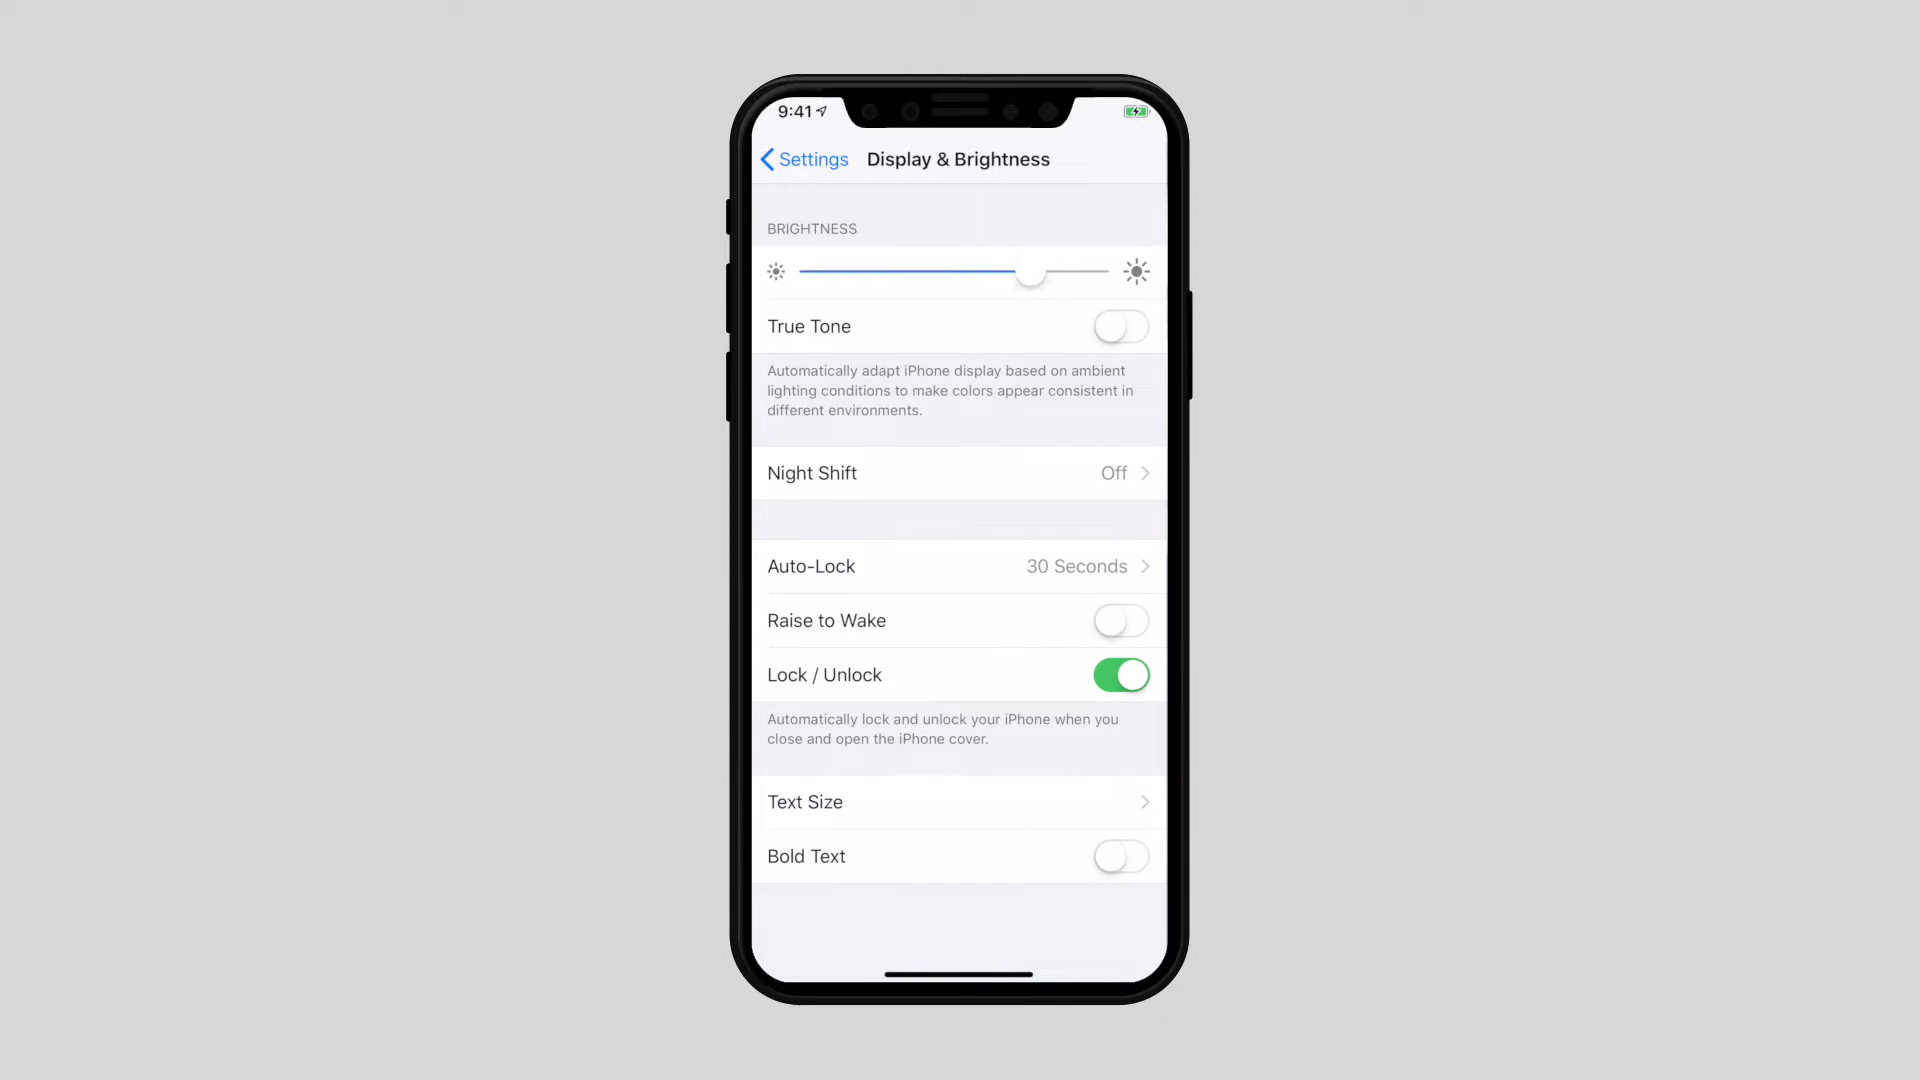 9:41
Settings
Display & Brightness
BRIGHTNESS
True Tone
Automatically adapt iPhone display based on ambient
lighting conditions to make colors appear consistent in
different environments.
Night Shift
Off
Auto-Lock
30 Seconds
Raise to Wake
Lock / Unlock
Automatically lock and unlock your iPhone when you
close and open the iPhone cover.
Text Size
Bold Text